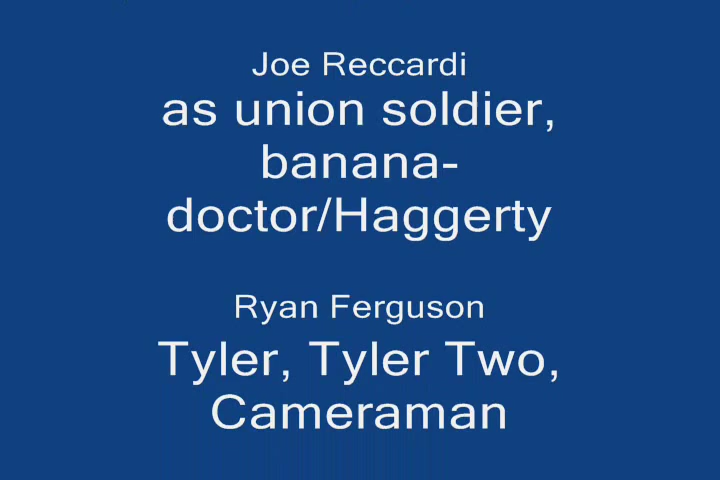 Joe Reccardi
as union soldier,
banana-
doctor/Haggerty
Ryan Ferguson
Tyler, Tyler Two,
Cameraman